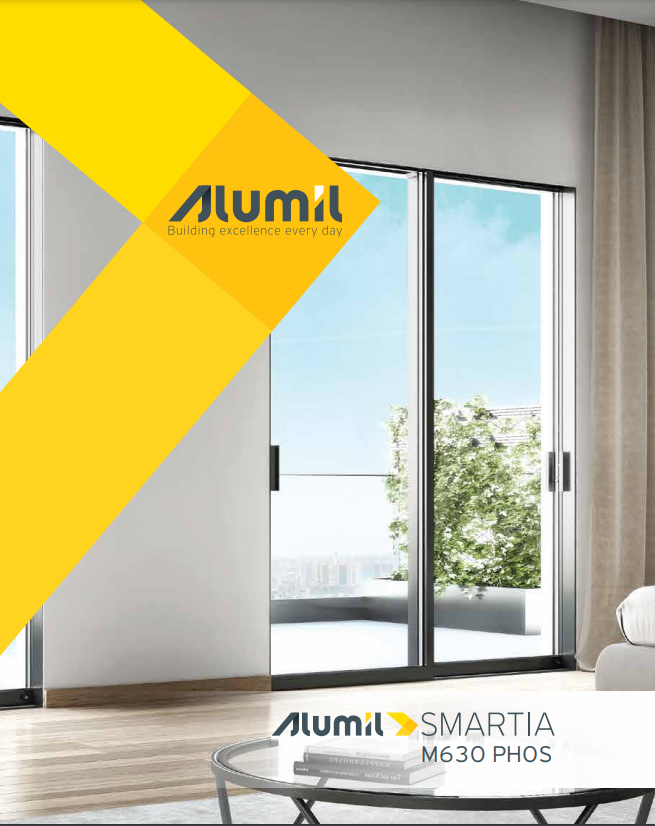 Alumil
Building excellence every day
Alumil SMARTIA
M630 PHOS